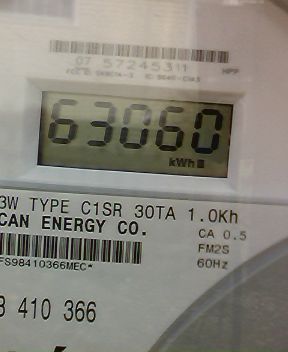 07 57245311
63060
kWh
3W TYPE C1SR 30TA 1.0Kh
CAN ENERGY CO.
CA 0.5
FM2S
FS98410366MEC*
60Hz
410 366